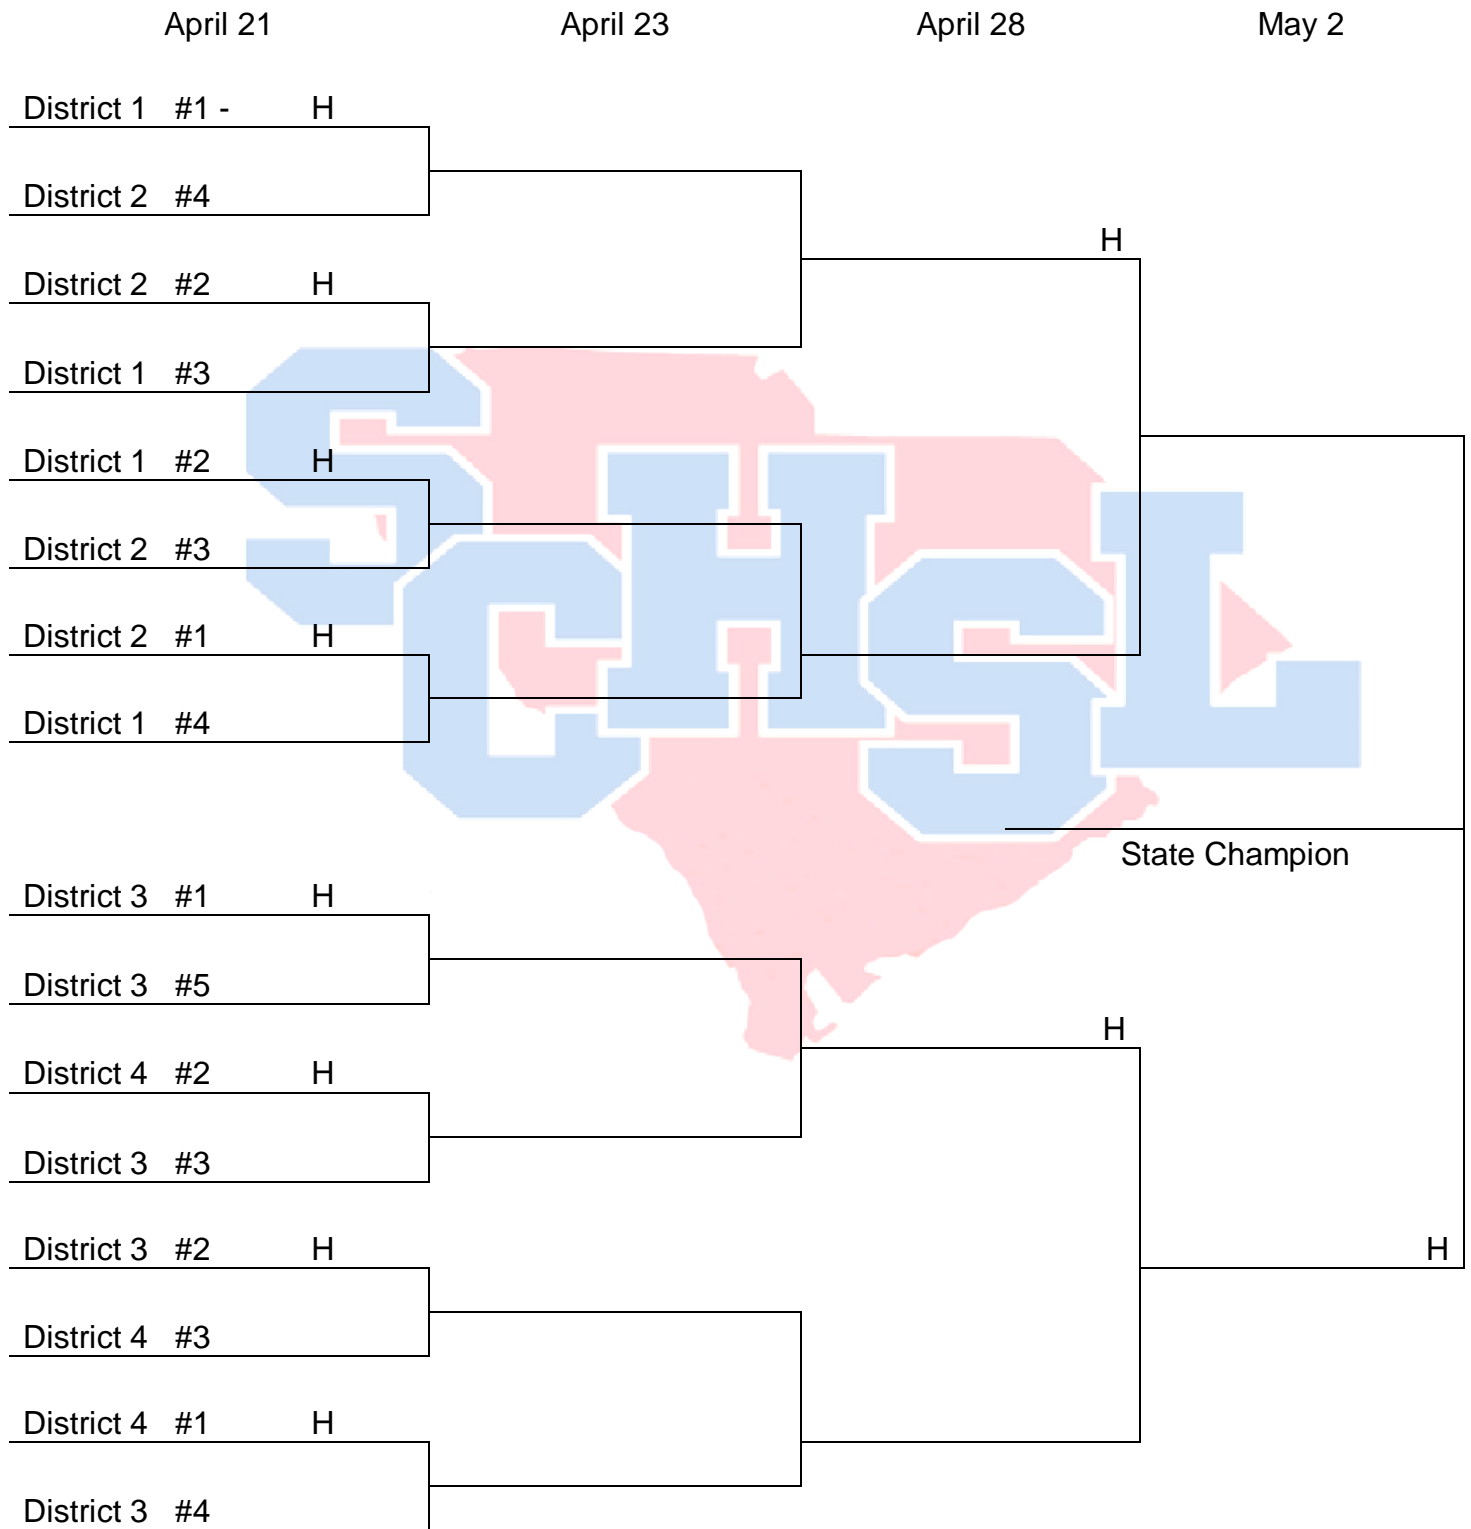 April 21 April 23 April 28 May 2
District 1 #1 - H
District 2 #4
H
District 2 #2 H
District 1 #3
District 1 #2 H
District 2 #3
District 2 #1 H
District 1 #4
SCHSL
State Champion
District 3 #1 H
District 3 #5
H
District 4 #2 H
District 3 #3
District 3 #2 H
H
District 4 #3
District 4 #1 H
District 3 #4